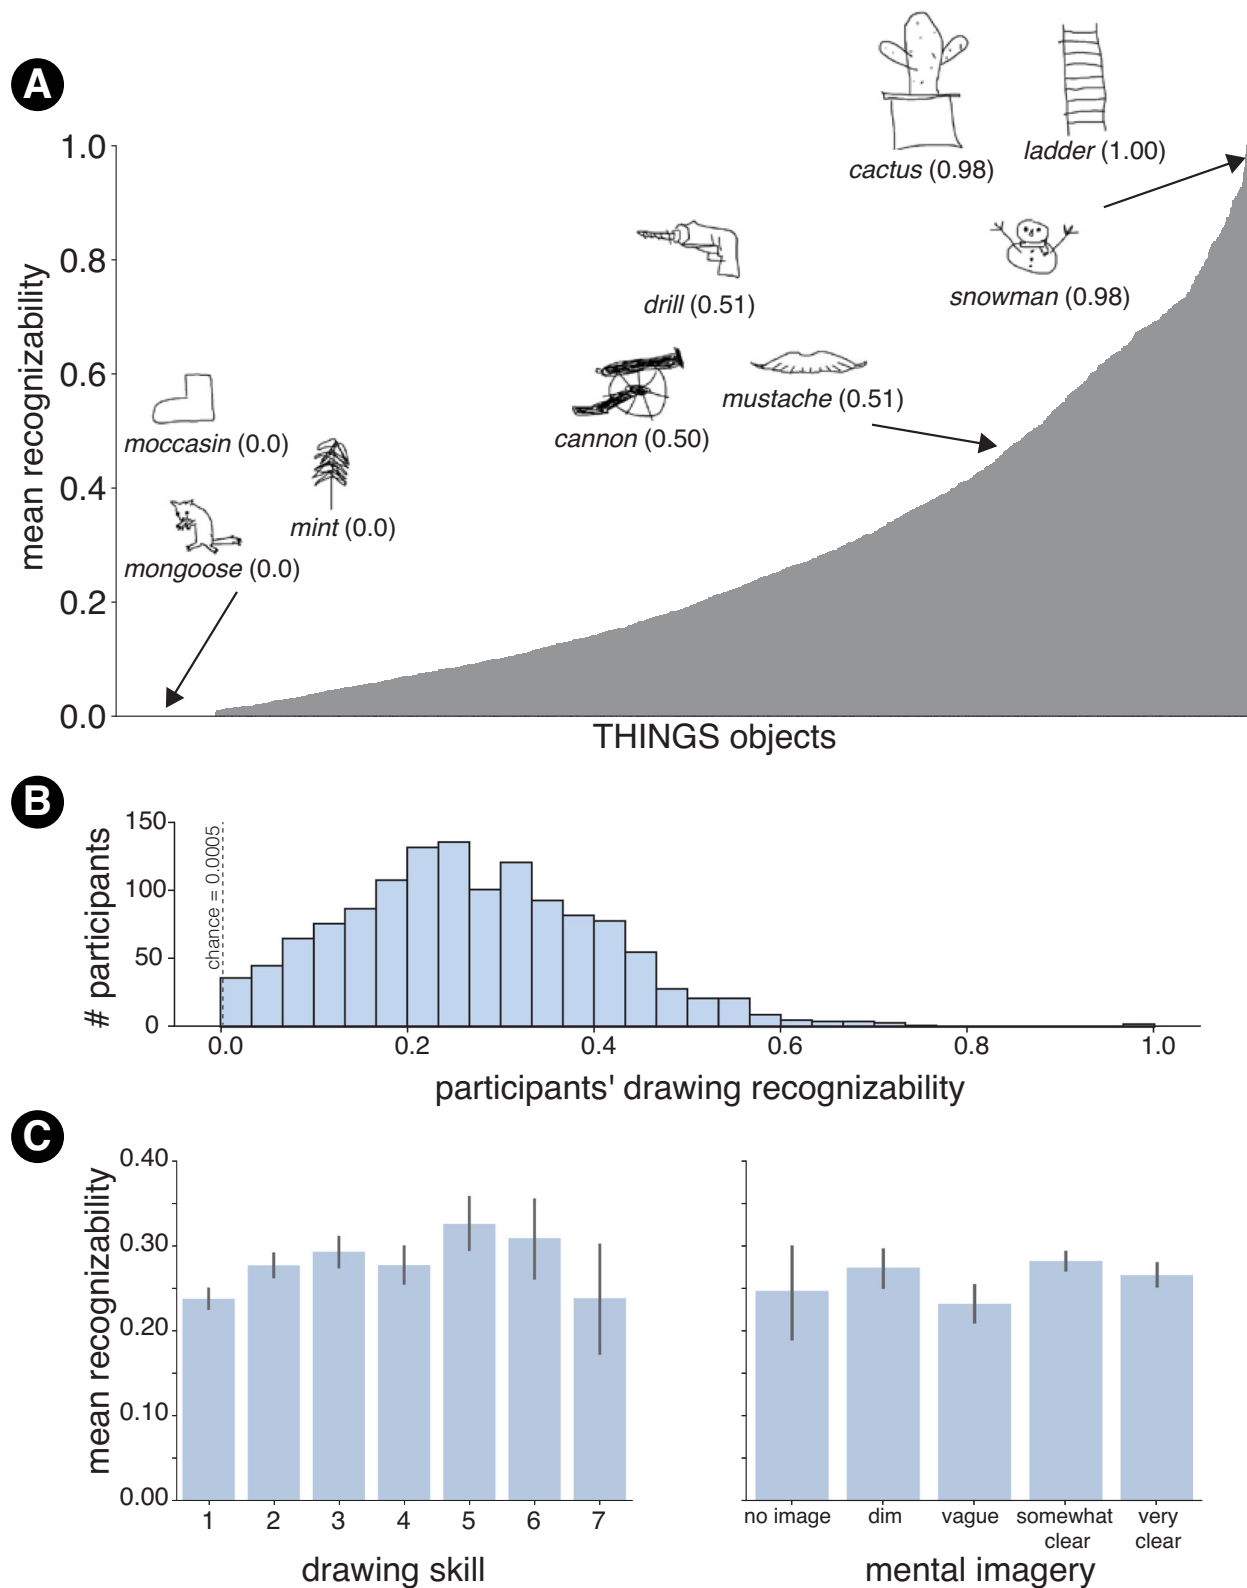 A
cactus (0.98)
ladder (1.00)
1.0
0.8
drill (0.51)
snowman (0.98)
0.6
mustache (0.51)
moccasin (0.0)
cannon (0.50)
0.4
mint (0.0)
mongoose (0.0)
0.2
0.0
mean recognizability
THINGS objects
B
150
100
50
0
# participants
chance = 0.0005
0.0 0.2 0.4 0.6 0.8 1.0
participants' drawing recognizability
C
0.40
0.30
0.20
0.10
0.00
mean recognizability
1 2 3 4 5 6 7
drawing skill
no image dim vague somewhat very
clear clear
mental imagery